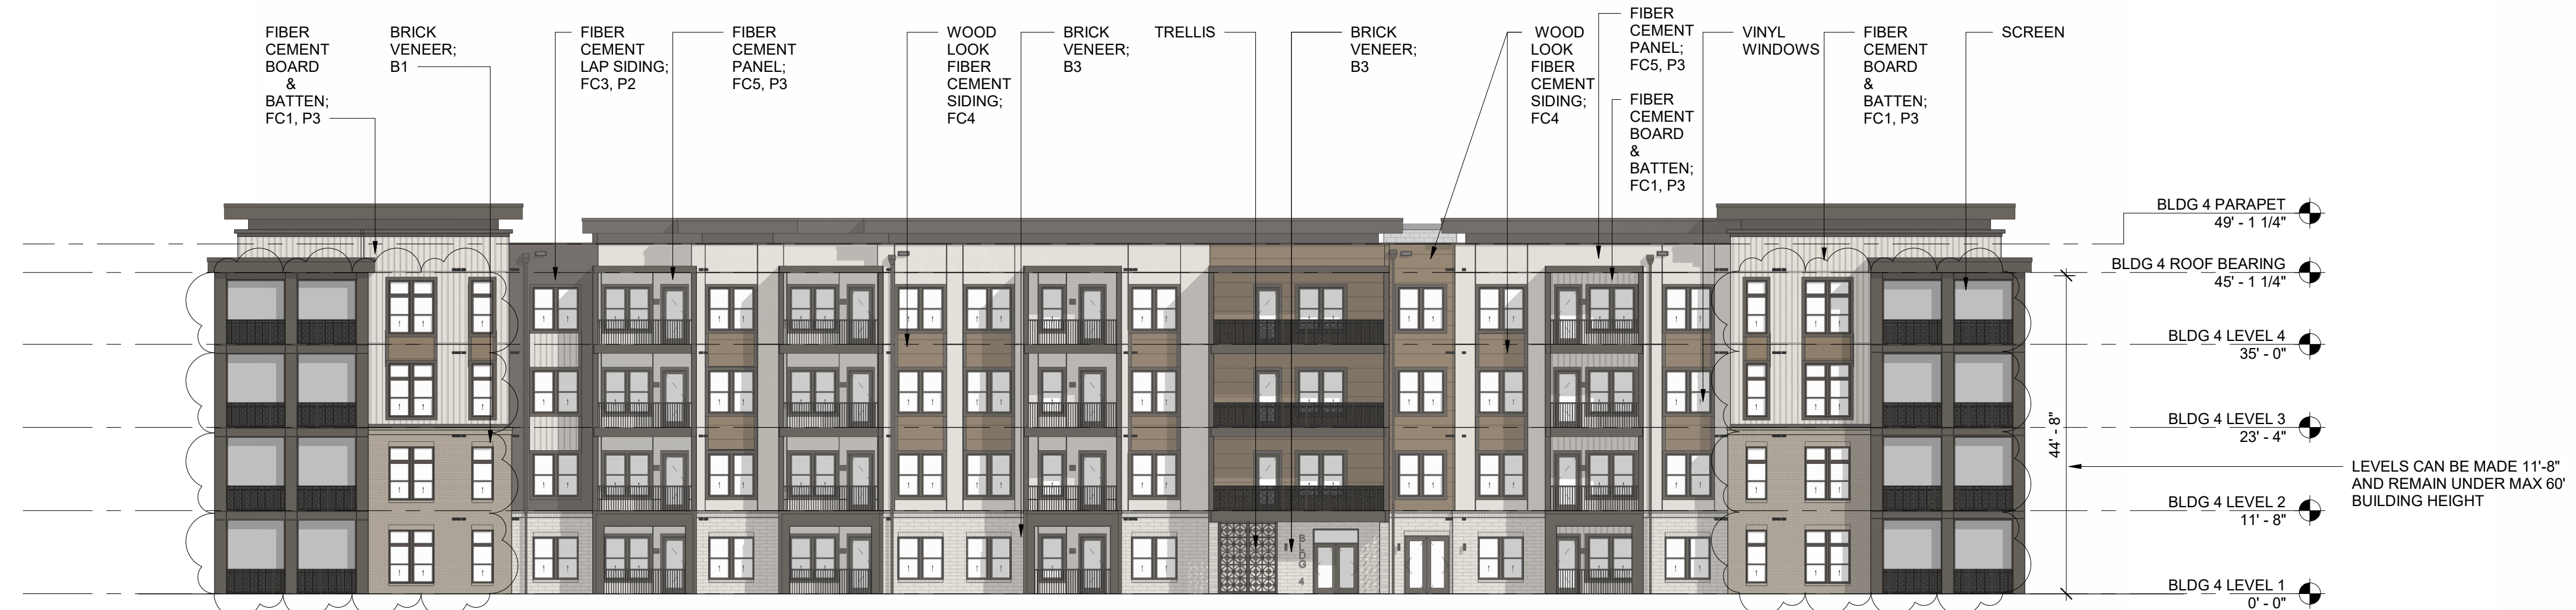 FIBER
CEMENT
BOARD
&
BATTEN;
FC1, P3
BRICK
VENEER;
B1
FIBER
CEMENT
LAP SIDING;
FC3, P2
FIBER
CEMENT
PANEL;
FC5, P3
WOOD
LOOK
FIBER
CEMENT
SIDING;
FC4
BRICK
VENEER;
B3
TRELLIS
BRICK
VENEER;
B3
WOOD
LOOK
FIBER
CEMENT
SIDING;
FC4
FIBER
CEMENT
PANEL;
FC5, P3
FIBER
CEMENT
BOARD
&
BATTEN;
FC1, P3
VINYL
WINDOWS
FIBER
CEMENT
BOARD
&
BATTEN;
FC1, P3
SCREEN
BLDG 4 PARAPET
49' - 1 1/4"
BLDG 4 ROOF BEARING
45' - 1 1/4"
BLDG 4 LEVEL 4
35' - 0"
BLDG 4 LEVEL 3
23' - 4"
44' - 8"
LEVELS CAN BE MADE 11'-8"
AND REMAIN UNDER MAX 60'
BUILDING HEIGHT
BLDG 4 LEVEL 2
11' - 8"
BLDG 4
BLDG 4 LEVEL 1
0' - 0"